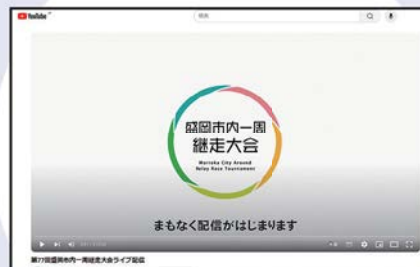 YouTube JP
検索
盛岡市内一周
継走大会
Morioka City Around
Relay Race Tournament
まもなく配信がはじまります
第77回盛岡市内一周継走大会ライブ配信